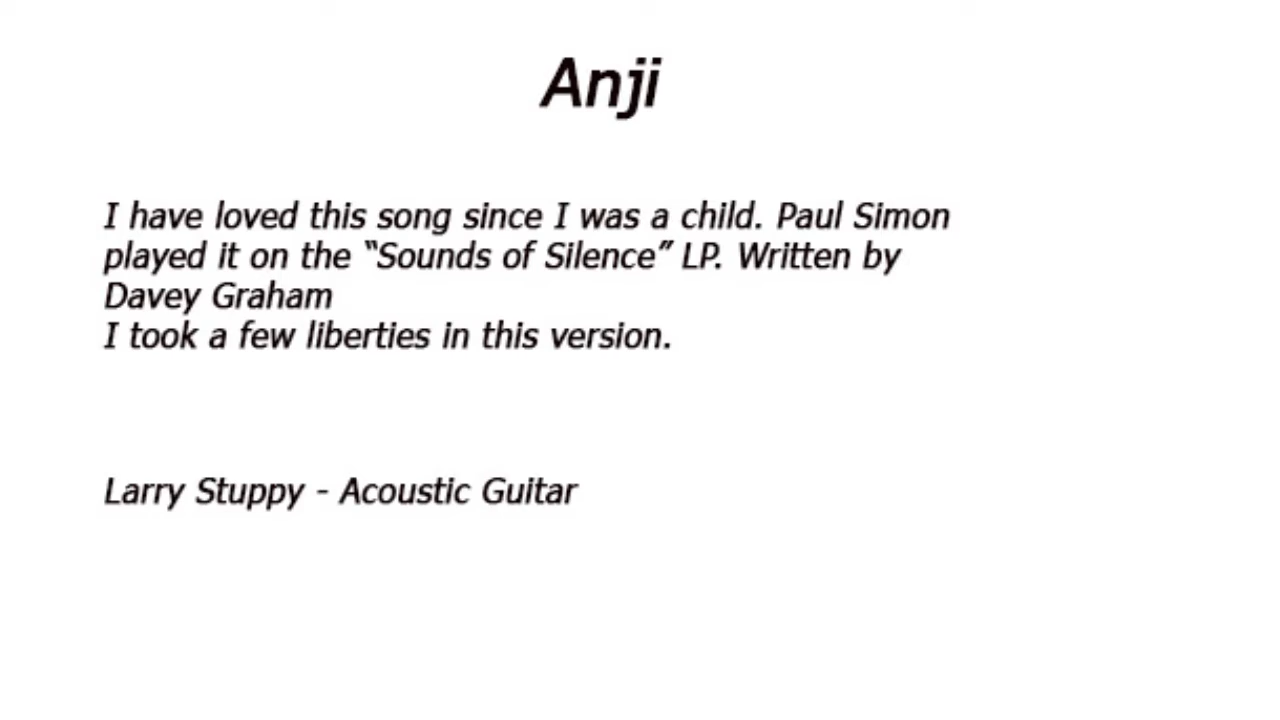 Anji
I have loved this song since I was a child. Paul Simon
played it on the “Sounds of Silence” LP. Written by
Davey Graham
I took a few liberties in this version.
Larry Stuppy - Acoustic Guitar